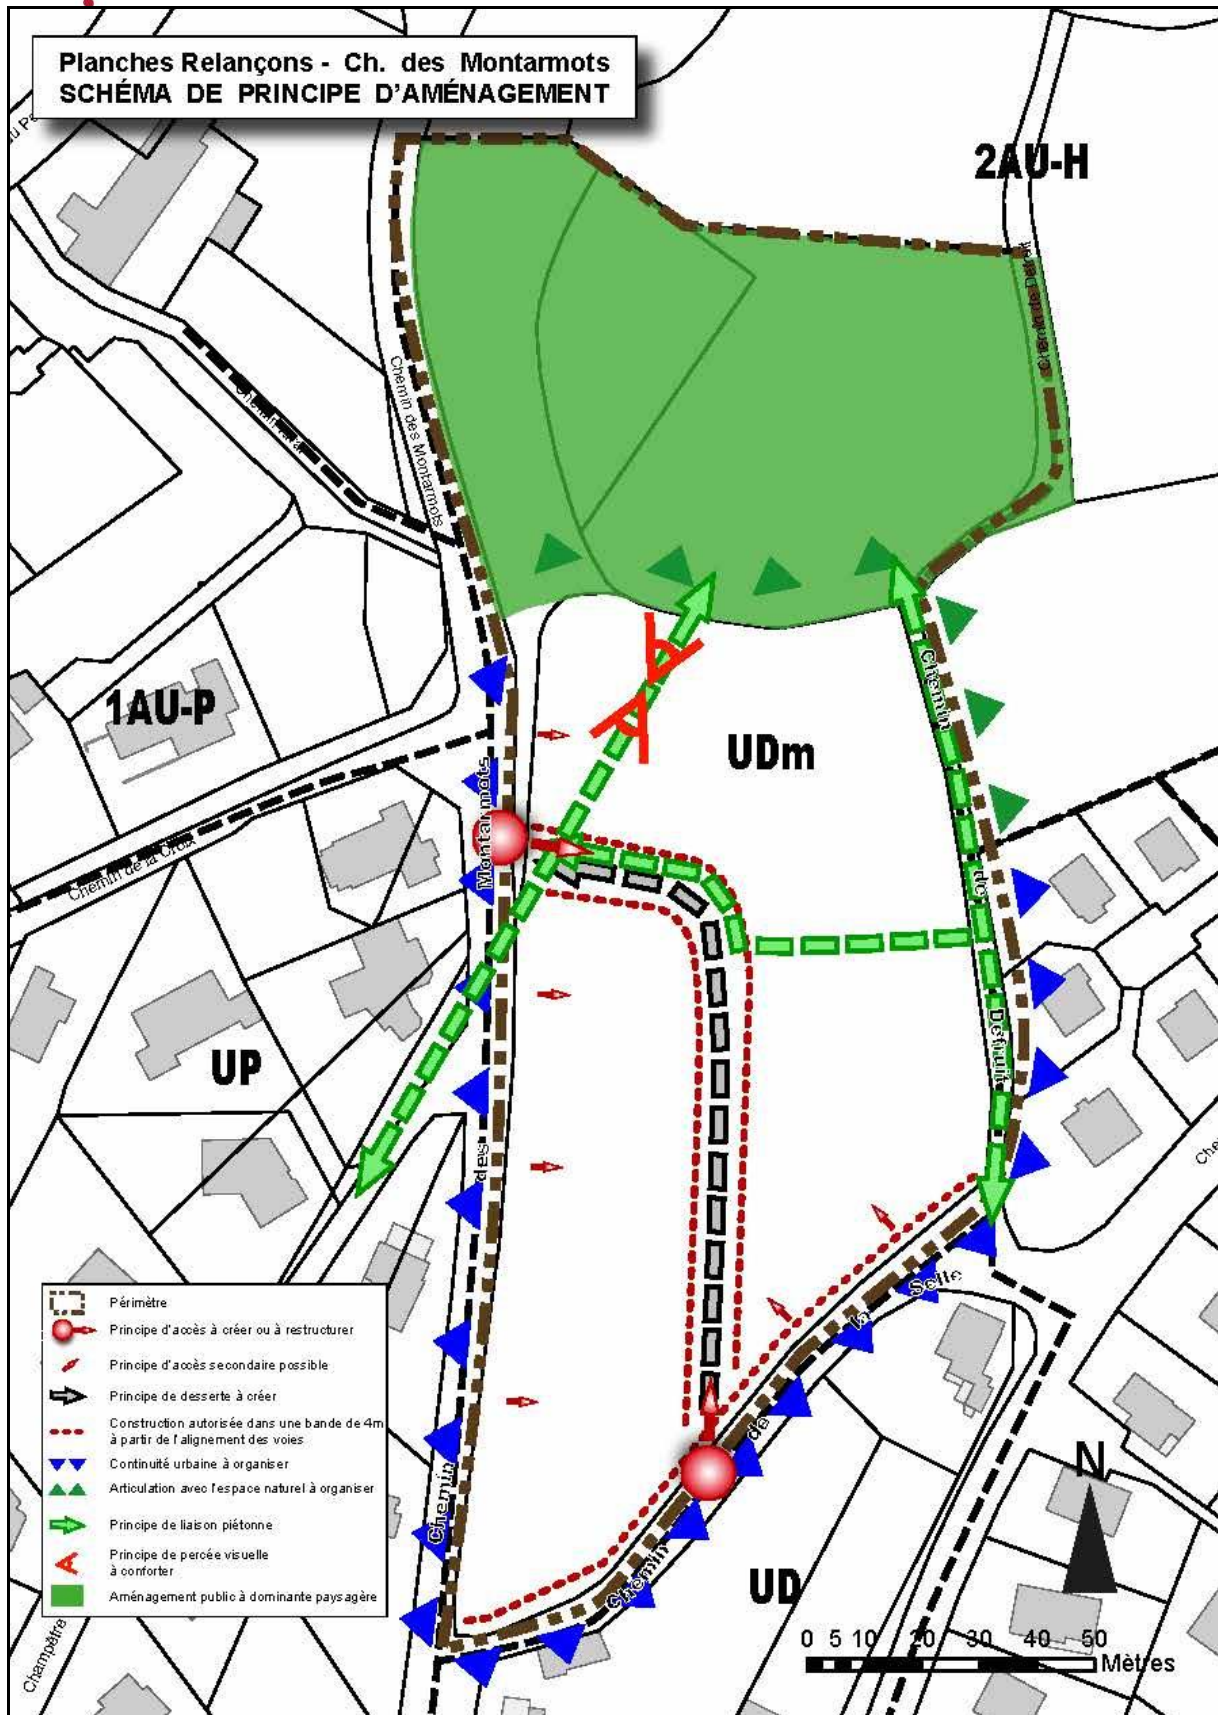 Planches Relançons - Ch. des Montarmots
SCHÉMA DE PRINCIPE D'AMÉNAGEMENT
2AU-H
Chemin de Détroit
Chemin des Montarmots
1AU-P
UDm
Chemin de la Croix
UP
Chemin
de
Montarmots
des
Chemin
Selle
la
de
Chemin
UD
Champêtre
N
0 5 10 20 30 40 50
Mètres
Périmètre
Principe d'accès à créer ou à restructurer
Principe d'accès secondaire possible
Principe de desserte à créer
Construction autorisée dans une bande de 4m
à partir de l'alignement des voies
Continuité urbaine à organiser
Articulation avec l'espace naturel à organiser
Principe de liaison piétonne
Principe de percée visuelle
à conforter
Aménagement public à dominante paysagère